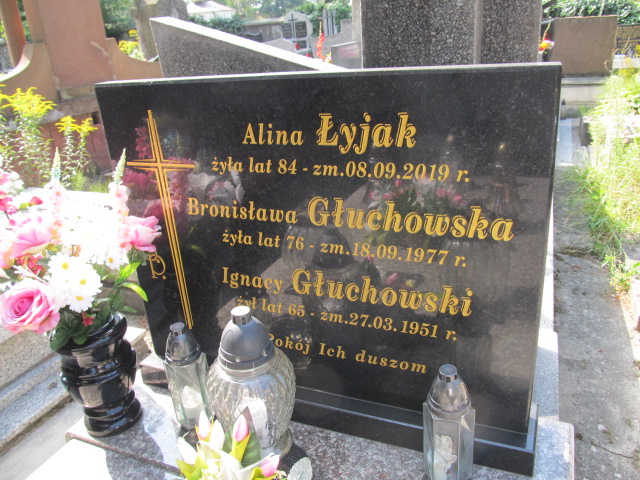 Alina Łyjak
żyła lat 84 - zm.08.09.2019 r.
Bronisława Głuchowska
żyła lat 76 - zm.18.09.1977 r.
Ignacy Głuchowski
żył lat 65 - zm.27.03.1951 r.
Pokój Ich duszom